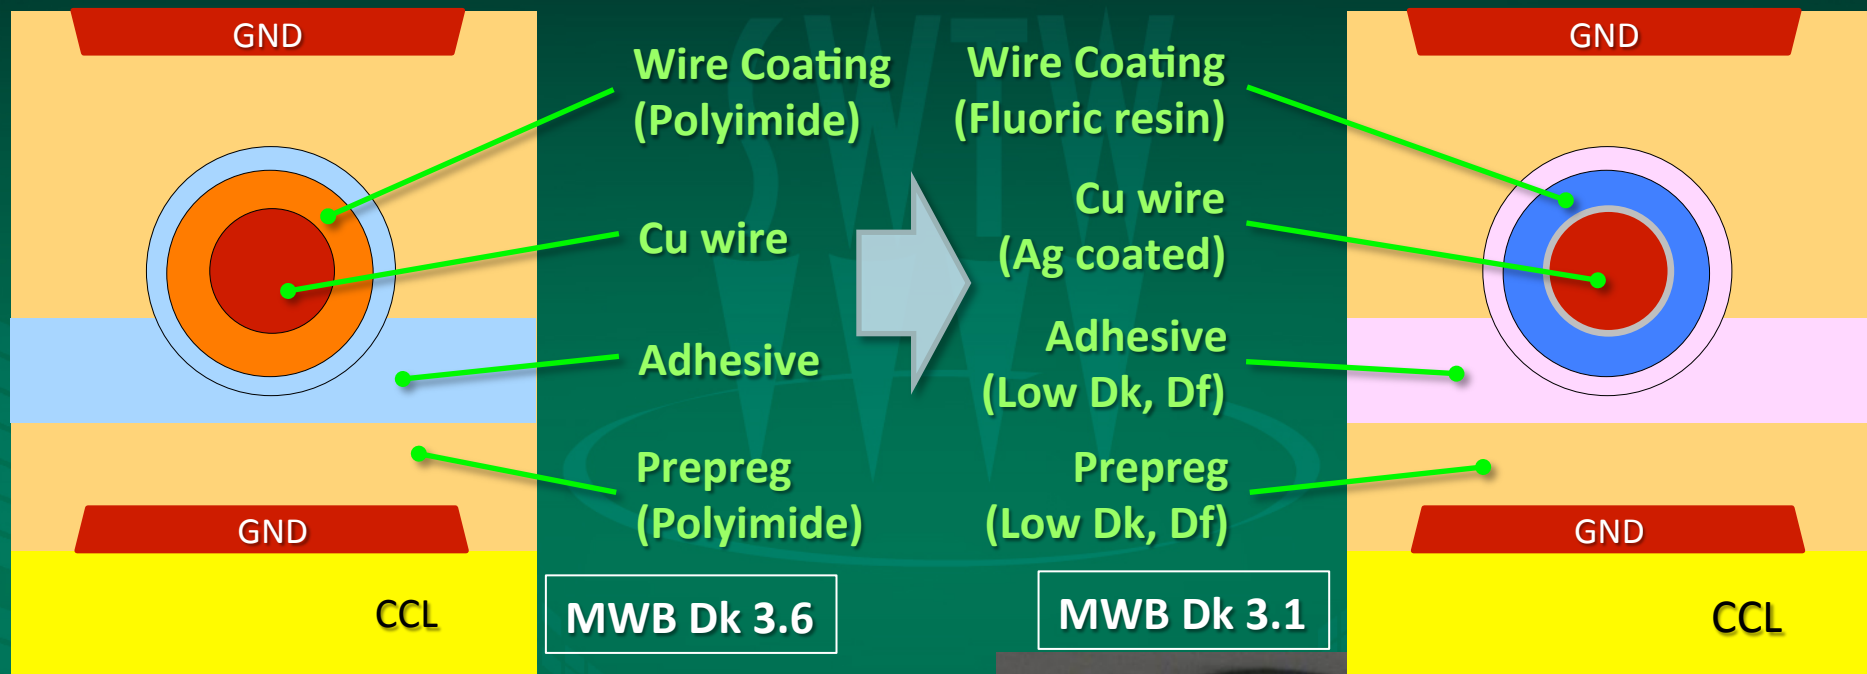 GND
Wire Coating
(Polyimide)
Cu wire
Adhesive
Prepreg
(Polyimide)
GND
CCL
MWB Dk 3.6
SWTW
Wire Coating
(Fluoric resin)
Cu wire
(Ag coated)
Adhesive
(Low Dk, Df)
Prepreg
(Low Dk, Df)
MWB Dk 3.1
GND
GND
CCL